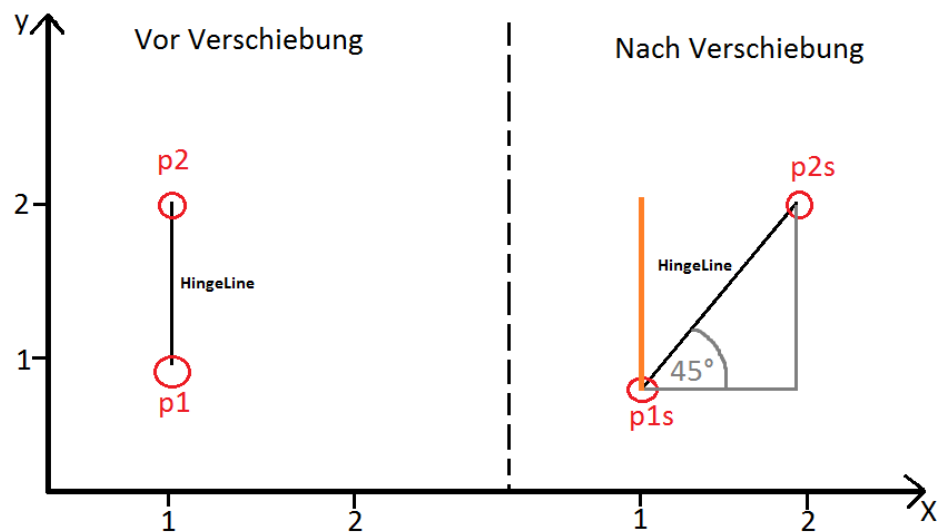 y
Vor Verschiebung
Nach Verschiebung
p2
p2s
2
HingeLine
HingeLine
1
45°
p1
p1s
1
2
1
2
X